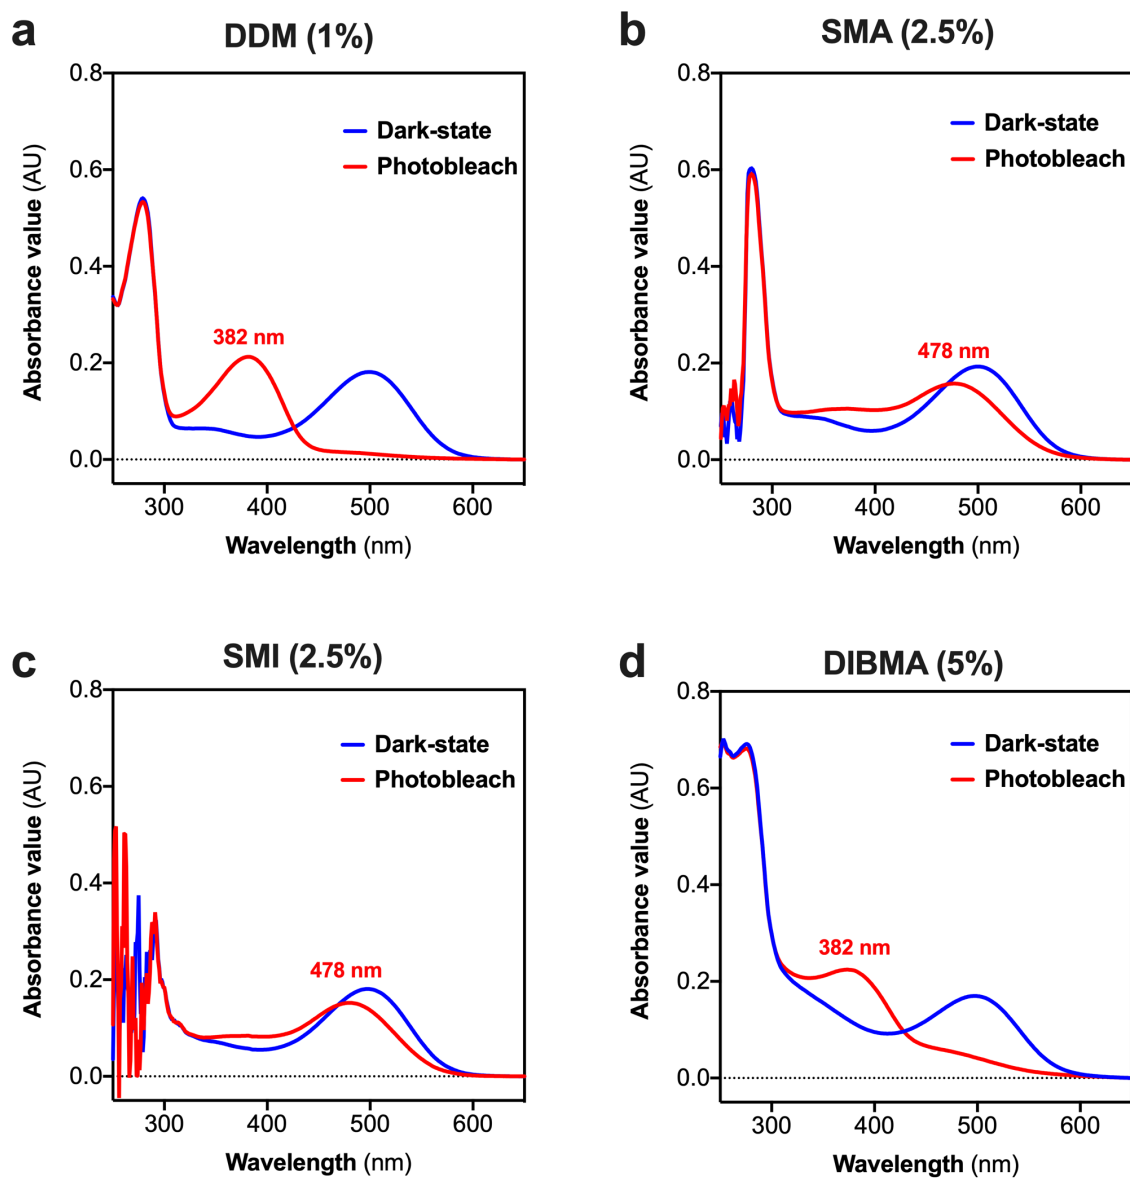 a
DDM (1%)
0.8
0.6
0.4
0.2
0.0
Absorbance value (AU)
Dark-state
Photobleach
382 nm
300 400 500 600
Wavelength (nm)
b
SMA (2.5%)
0.8
0.6
0.4
0.2
0.0
Absorbance value (AU)
Dark-state
Photobleach
478 nm
300 400 500 600
Wavelength (nm)
c
SMI (2.5%)
0.8
0.6
0.4
0.2
0.0
Absorbance value (AU)
Dark-state
Photobleach
478 nm
300 400 500 600
Wavelength (nm)
d
DIBMA (5%)
0.8
0.6
0.4
0.2
0.0
Absorbance value (AU)
Dark-state
Photobleach
382 nm
300 400 500 600
Wavelength (nm)